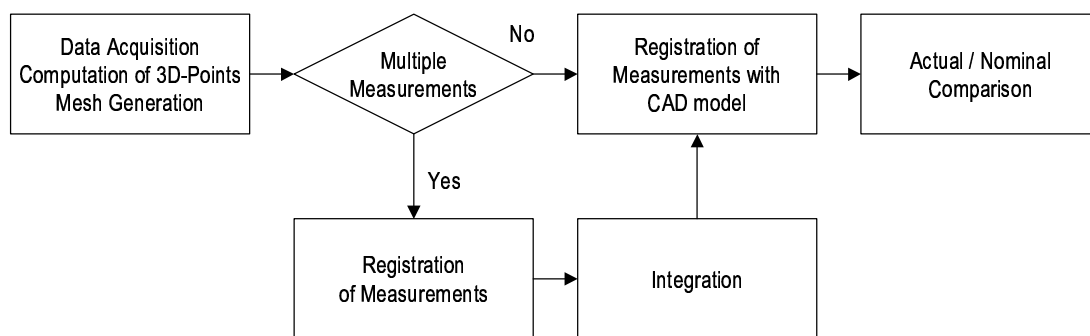 Data Acquisition
Computation of 3D-Points
Mesh Generation
Multiple
Measurements
No
Registration of
Measurements with
CAD model
Actual / Nominal
Comparison
Yes
Registration
of Measurements
Integration